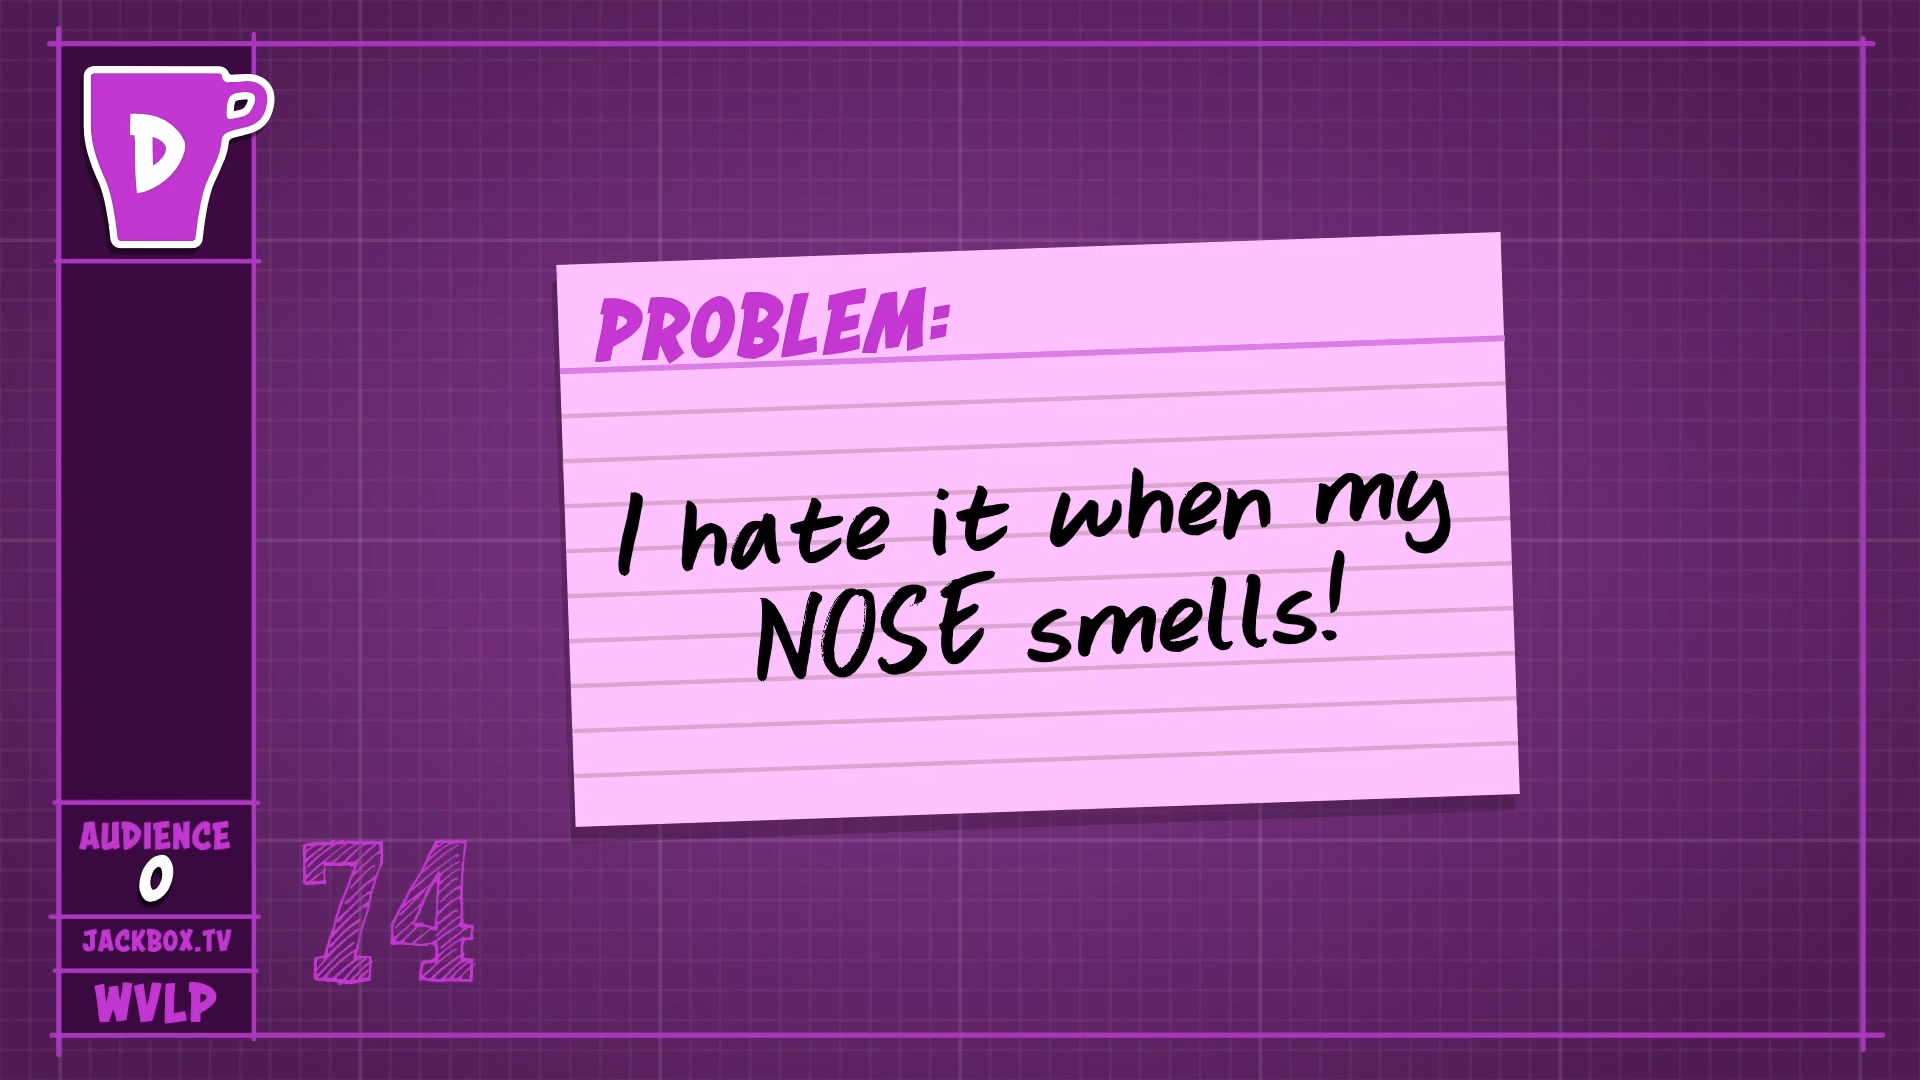 D
PROBLEM:
I hate it when my
NOSE smells!
AUDIENCE
0
74
JACKBOX.TV
WVLP